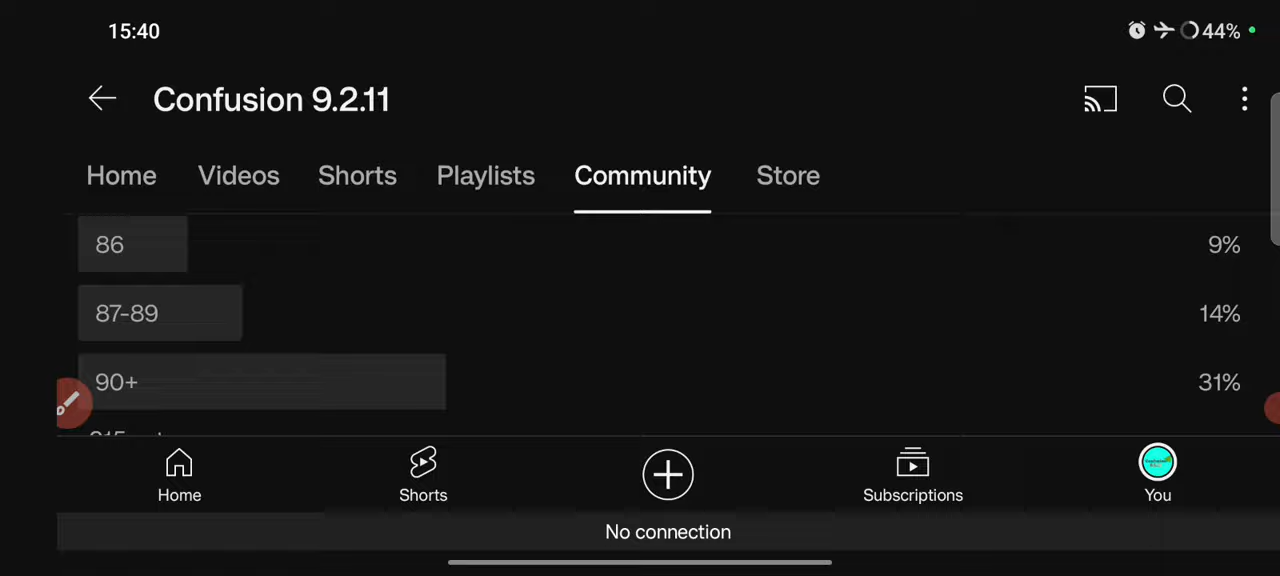 15:40
44%
Confusion 9.2.11
Home Videos Shorts Playlists Community Store
86 9%
87-89 14%
90+ 31%
Home Shorts Subscriptions You
No connection